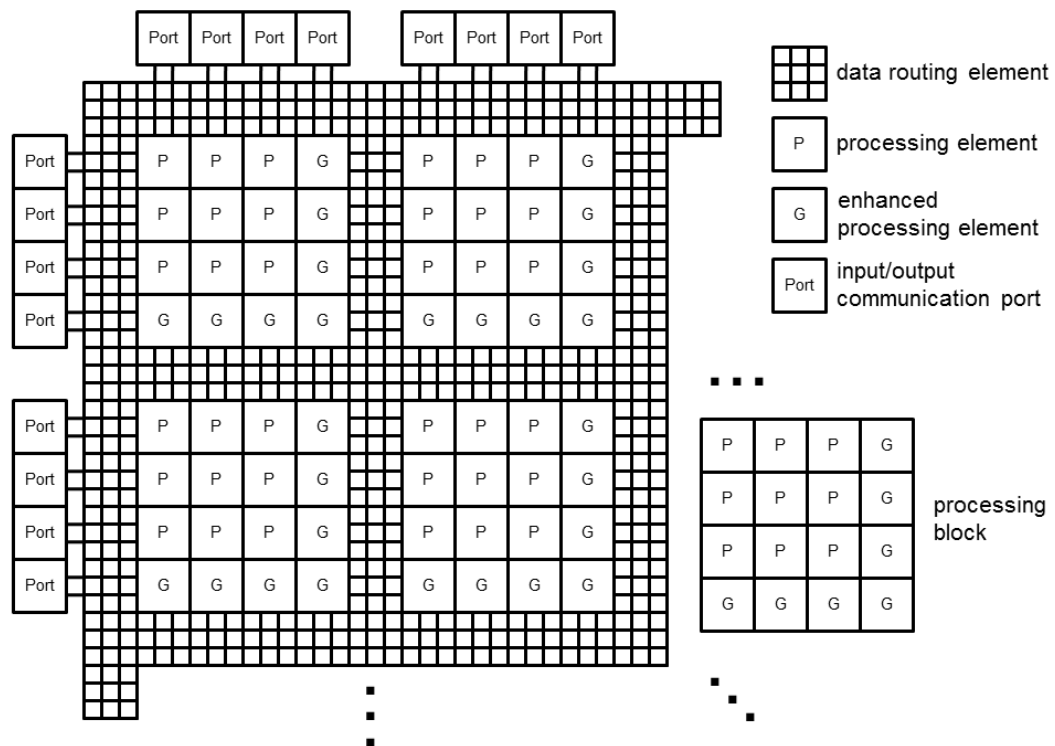 Port Port Port Port Port Port Port Port
data routing element
Port P P P G P P P G
P processing element
Port P P P G P P P G
G enhanced
processing element
Port P P P G P P P G
Port input/output
communication port
Port G G G G G G G G
Port P P P G P P P G
P P P G
Port P P P G P P P G
P P P G
processing
block
Port P P P G P P P G
P P P G
Port G G G G G G G G
G G G G